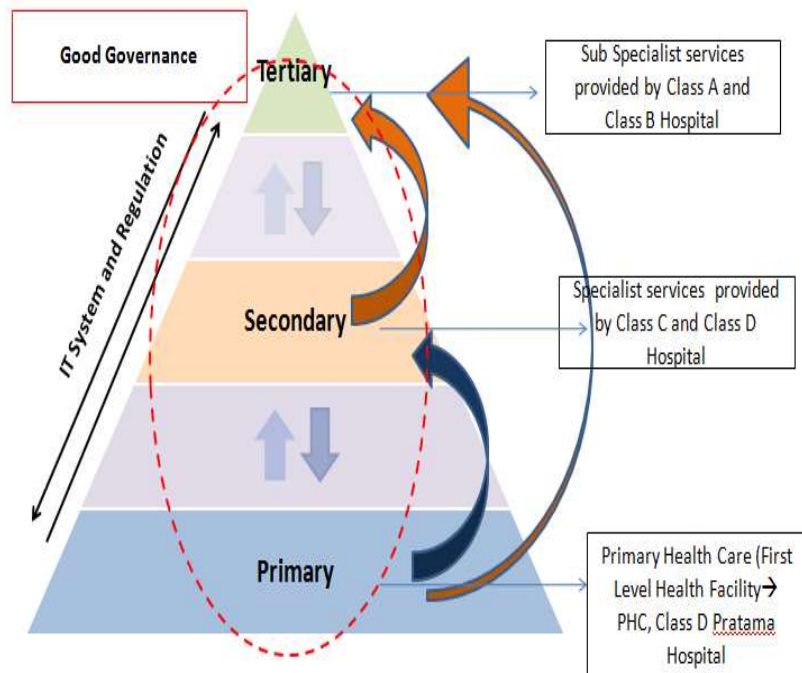 Good Governance
Tertiary
Sub Specialist services
provided by Class A and
Class B Hospital
IT System and Regulation
Secondary
Specialist services provided
by Class C and Class D
Hospital
Primary
Primary Health Care (First
Level Health Facility→
PHC, Class D Pratama
Hospital